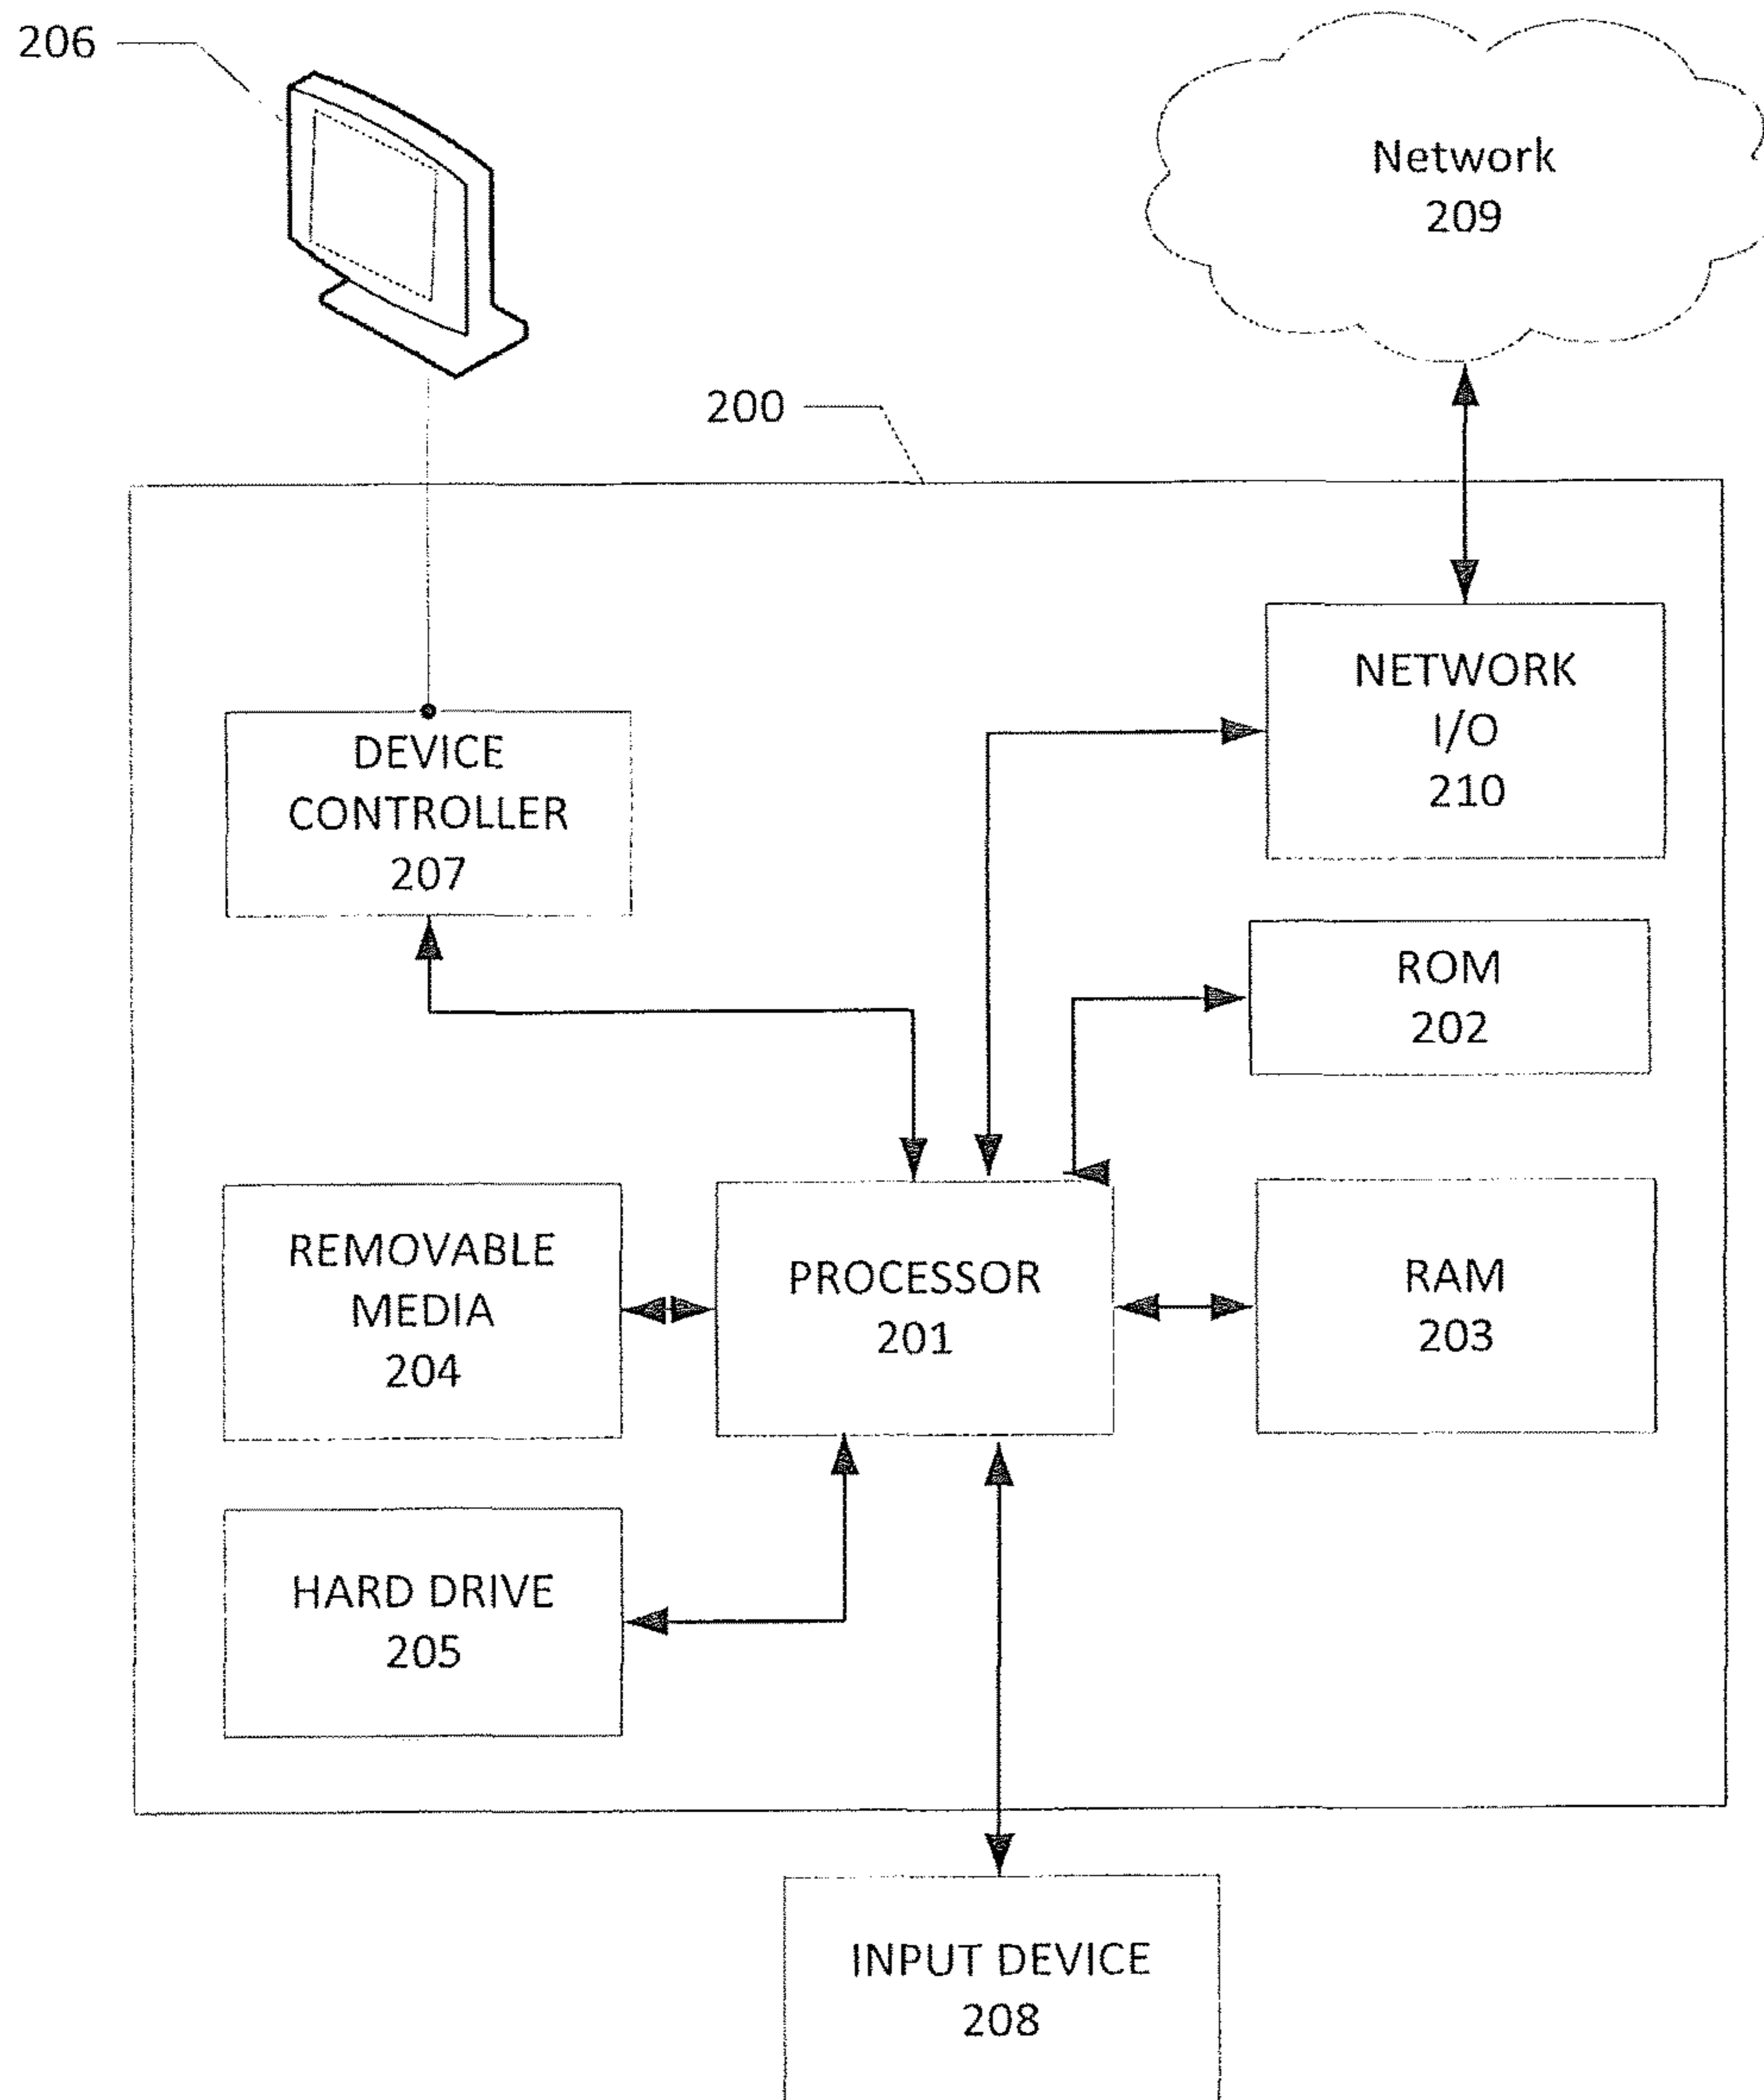 206
Network
209
200
NETWORK
I/O
210
DEVICE
CONTROLLER
207
ROM
202
REMOVABLE
MEDIA
204
PROCESSOR
201
RAM
203
HARD DRIVE
205
INPUT DEVICE
208